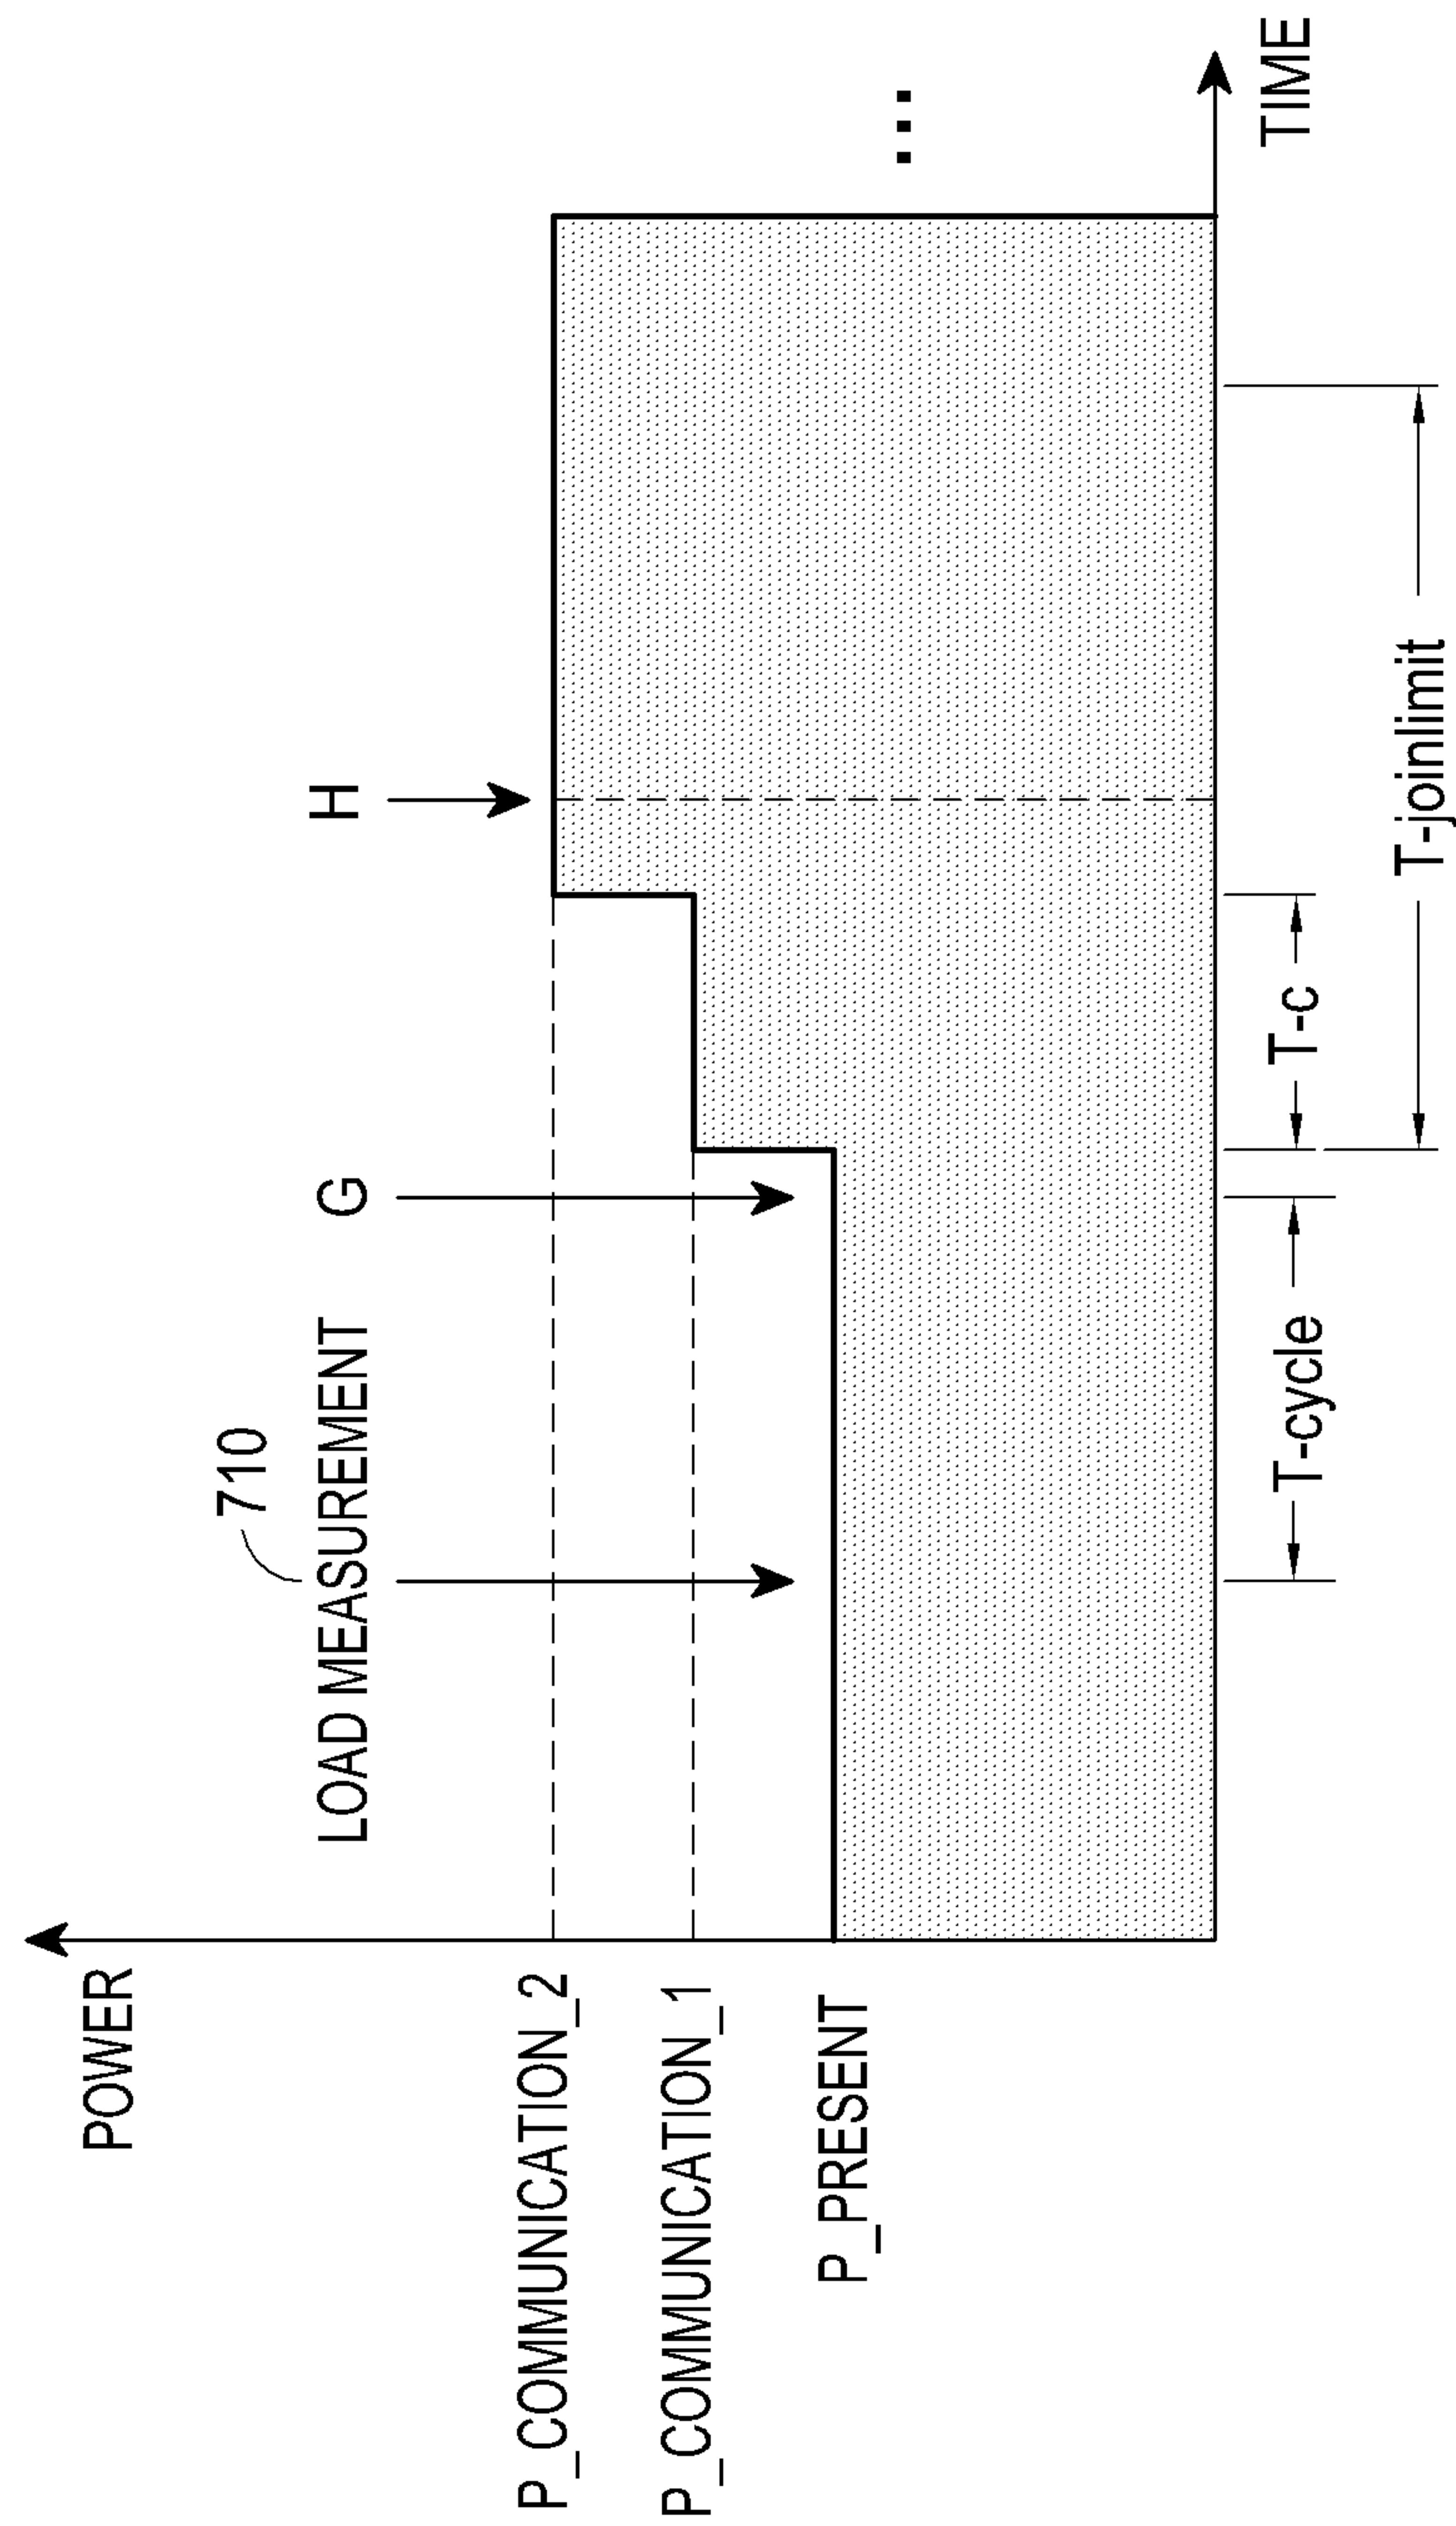 POWER
710
LOAD MEASUREMENT
G
H
P_COMMUNICATION_2
P_COMMUNICATION_1
P_PRESENT
...
TIME
T-cycle
T-c
T-joinlimit